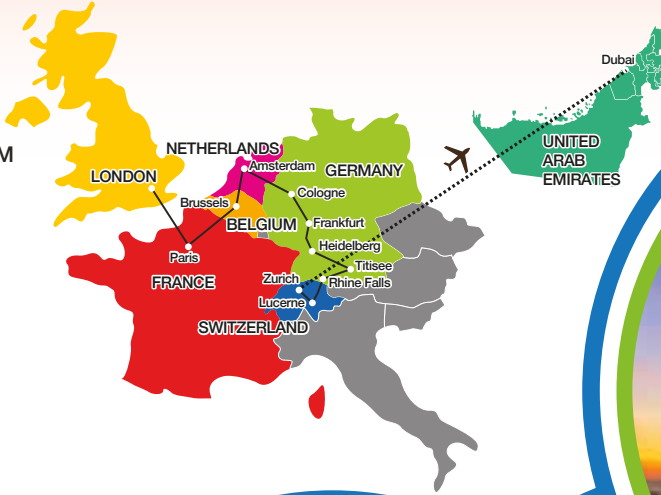 Dubai
UNITED
ARAB
EMIRATES
M
NETHERLANDS
Amsterdam
GERMANY
LONDON
Cologne
Brussels
BELGIUM
Frankfurt
Heidelberg
Paris
Titisee
FRANCE
Zurich
Rhine Falls
Lucerne
SWITZERLAND